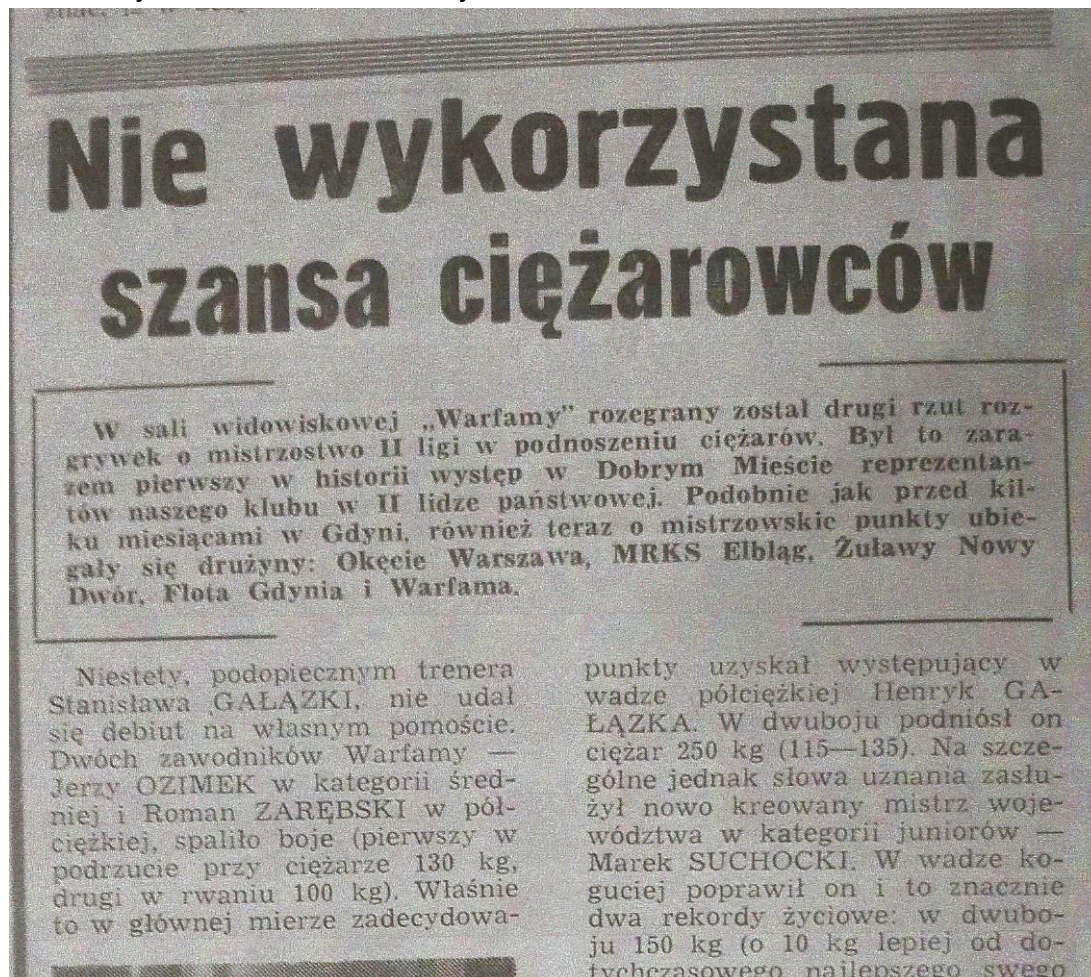 Nie wykorzystana
szansa ciężarowców
W sali widowiskowej „Warfamy” rozegrany został drugi rzut roz-
grywek o mistrzostwo II ligi w podnoszeniu ciężarów. Był to zara-
zem pierwszy w historii występ w Dobrym Mieście reprezentan-
tów naszego klubu w II lidze państwowej. Podobnie jak przed kil-
ku miesiącami w Gdyni, również teraz o mistrzowskie punkty ubie-
gały się drużyny: Okęcie Warszawa, MRKS Elbląg, Żuławy Nowy
Dwór, Flota Gdynia i Warfama.
Niestety, podopiecznym trenera
Stanisława GAŁĄZKI, nie udał
się debiut na własnym pomoście.
Dwóch zawodników Warfamy —
Jerzy OZIMEK w kategorii śred-
niej i Roman ZARĘBSKI w pół-
ciężkiej, spaliło boje (pierwszy w
podrzucie przy ciężarze 130 kg,
drugi w rwaniu 100 kg). Właśnie
to w głównej mierze zadecydowa-
punkty uzyskał występujący w
wadze półciężkiej Henryk GA-
ŁĄZKA. W dwuboju podniósł on
ciężar 250 kg (115—135). Na szcze-
gólne jednak słowa uznania zasłu-
żył nowo kreowany mistrz woje-
wództwa w kategorii juniorów —
Marek SUCHOCKI. W wadze ko-
guciej poprawił on i to znacznie
dwa rekordy życiowe: w dwubo-
ju 150 kg (o 10 kg lepiej od do-
tychczasowego najlepszego swego